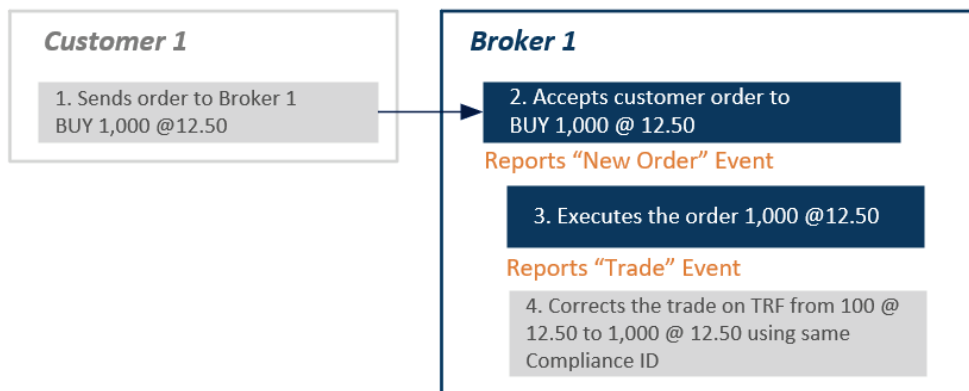 Customer 1
1. Sends order to Broker 1
BUY 1,000 @12.50
Broker 1
2. Accepts customer order to
BUY 1,000 @ 12.50
Reports “New Order” Event
3. Executes the order 1,000 @12.50
Reports “Trade” Event
4. Corrects the trade on TRF from 100 @
12.50 to 1,000 @ 12.50 using same
Compliance ID